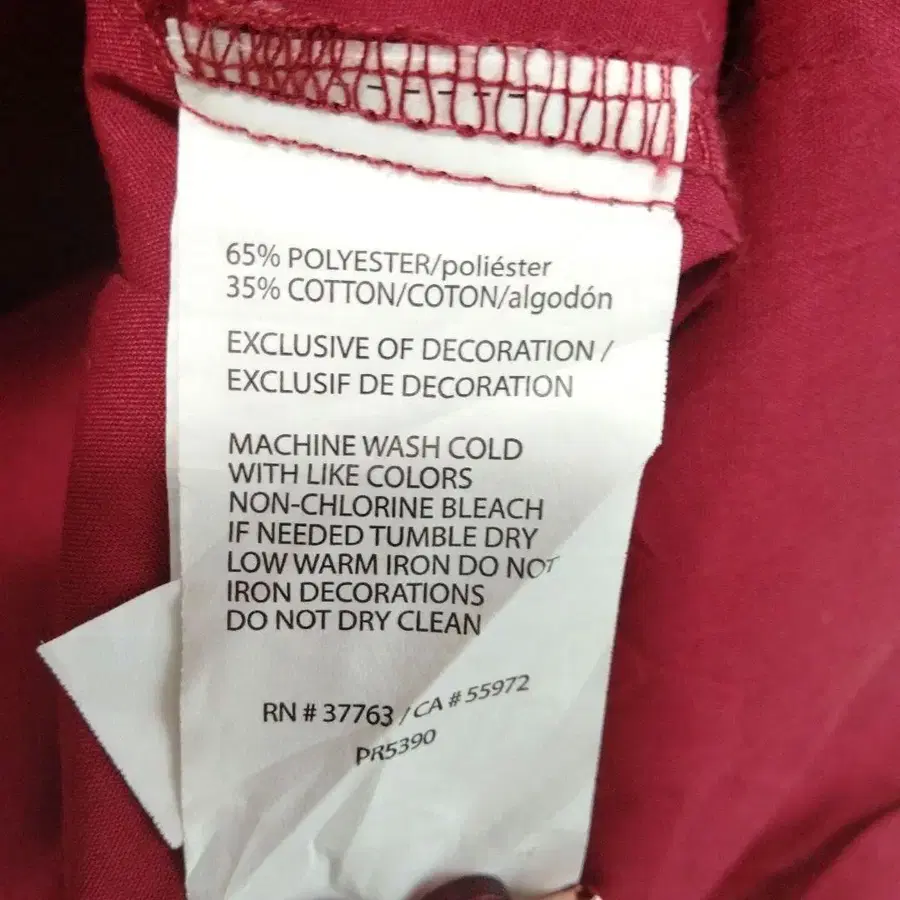 65% POLYESTER/poliéster
35% COTTON/COTON/algodón
EXCLUSIVE OF DECORATION /
EXCLUSIF DE DECORATION
MACHINE WASH COLD
WITH LIKE COLORS
NON-CHLORINE BLEACH
IF NEEDED TUMBLE DRY
LOW WARM IRON DO NOT
IRON DECORATIONS
DO NOT DRY CLEAN
RN # 37763 / CA # 55972
PR5390